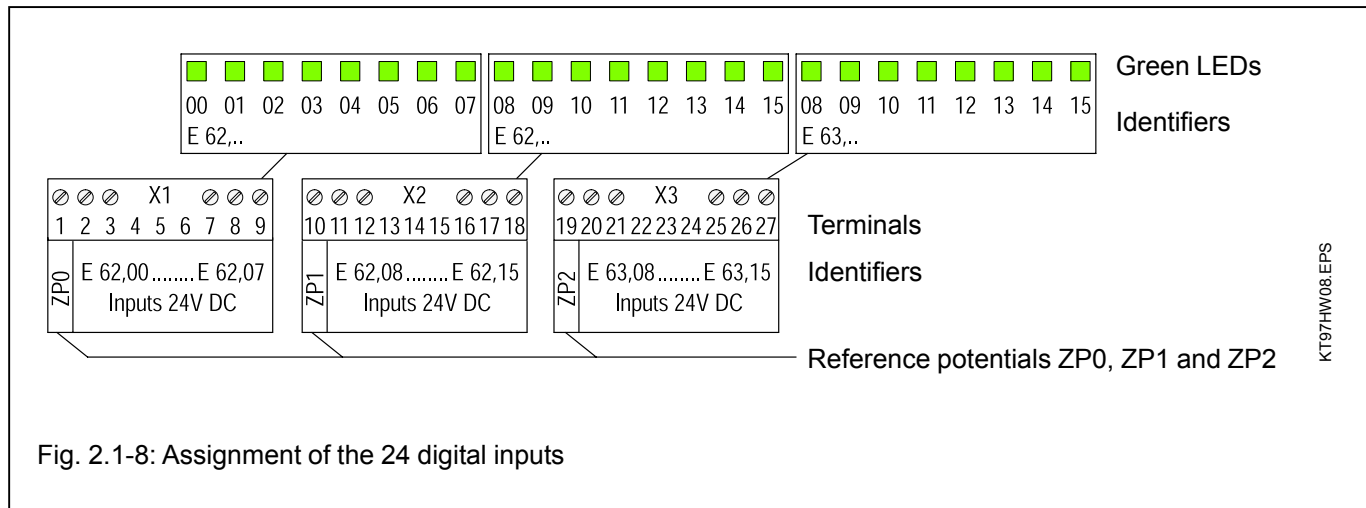 Green LEDs
00 01 02 03 04 05 06 07 08 09 10 11 12 13 14 15 08 09 10 11 12 13 14 15
Identifiers
E 62,.. E 62,.. E 63,..
X1 X2 X3
1 2 3 4 5 6 7 8 9 10 11 12 13 14 15 16 17 18 19 20 21 22 23 24 25 26 27
Terminals
ZP0 E 62,00........E 62,07 ZP1 E 62,08........E 62,15 ZP2 E 63,08........E 63,15
Identifiers
Inputs 24V DC Inputs 24V DC Inputs 24V DC
Reference potentials ZP0, ZP1 and ZP2
KT97HW08.EPS
Fig. 2.1-8: Assignment of the 24 digital inputs